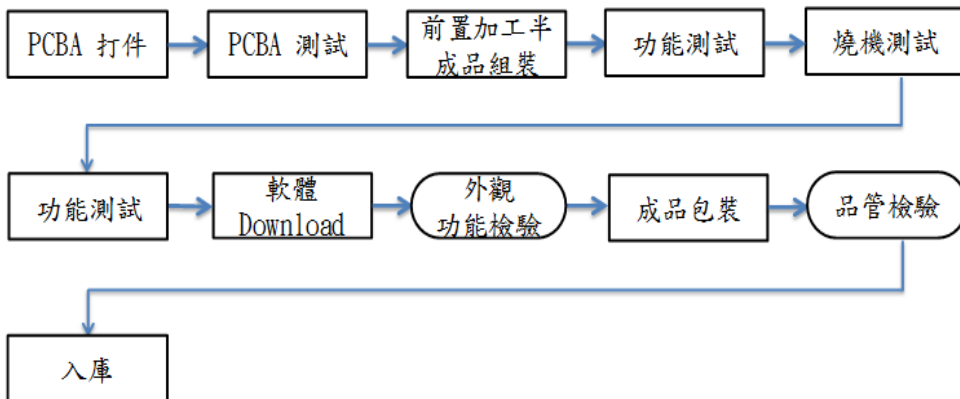 PCBA 打件
PCBA 測試
前置加工半
成品組裝
功能測試
燒機測試
功能測試
軟體
Download
外觀
功能檢驗
成品包裝
品管檢驗
入庫